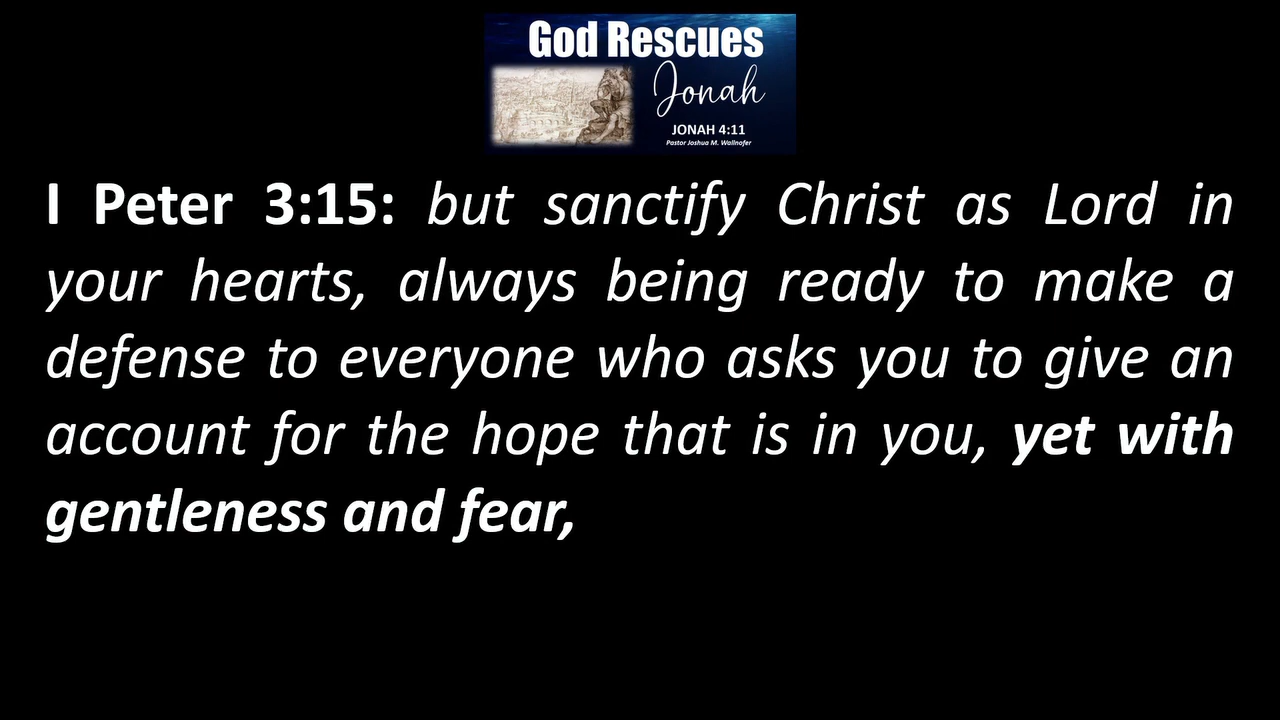 God Rescues
Jonah
JONAH 4:11
Pastor Joshua M. Wallnofer
I Peter 3:15: but sanctify Christ as Lord in
your hearts, always being ready to make a
defense to everyone who asks you to give an
account for the hope that is in you, yet with
gentleness and fear,